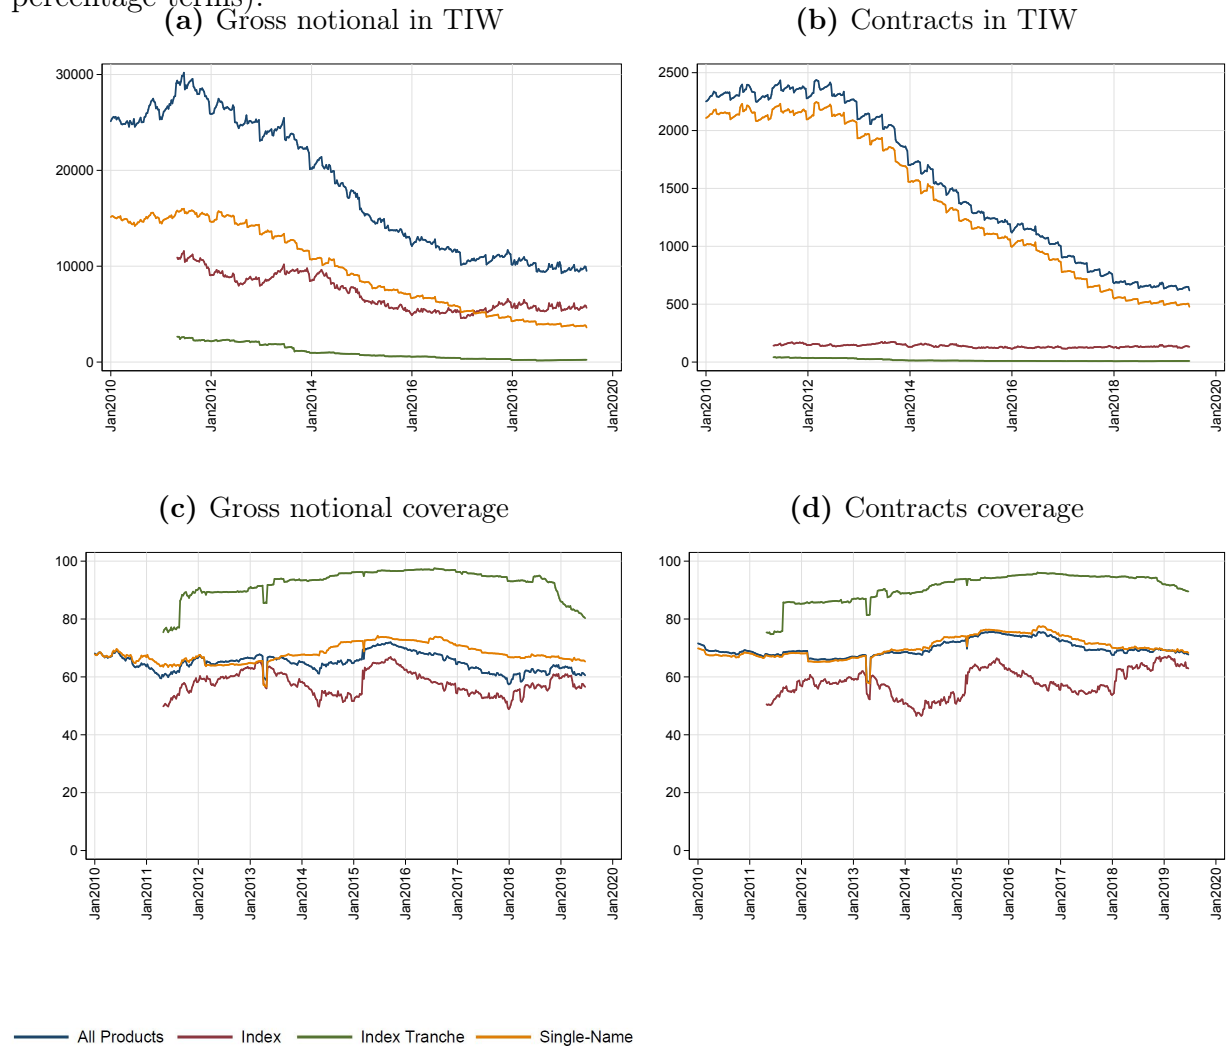 percentage terms).
(a) Gross notional in TIW
(b) Contracts in TIW
30000
20000
10000
0
Jan2010
Jan2012
Jan2014
Jan2016
Jan2018
Jan2020
2500
2000
1500
1000
500
0
Jan2010
Jan2012
Jan2014
Jan2016
Jan2018
Jan2020
(c) Gross notional coverage
(d) Contracts coverage
100
80
60
40
20
0
Jan2010
Jan2011
Jan2012
Jan2013
Jan2014
Jan2015
Jan2016
Jan2017
Jan2018
Jan2019
Jan2020
100
80
60
40
20
0
Jan2010
Jan2011
Jan2012
Jan2013
Jan2014
Jan2015
Jan2016
Jan2017
Jan2018
Jan2019
Jan2020
All Products Index Index Tranche Single-Name